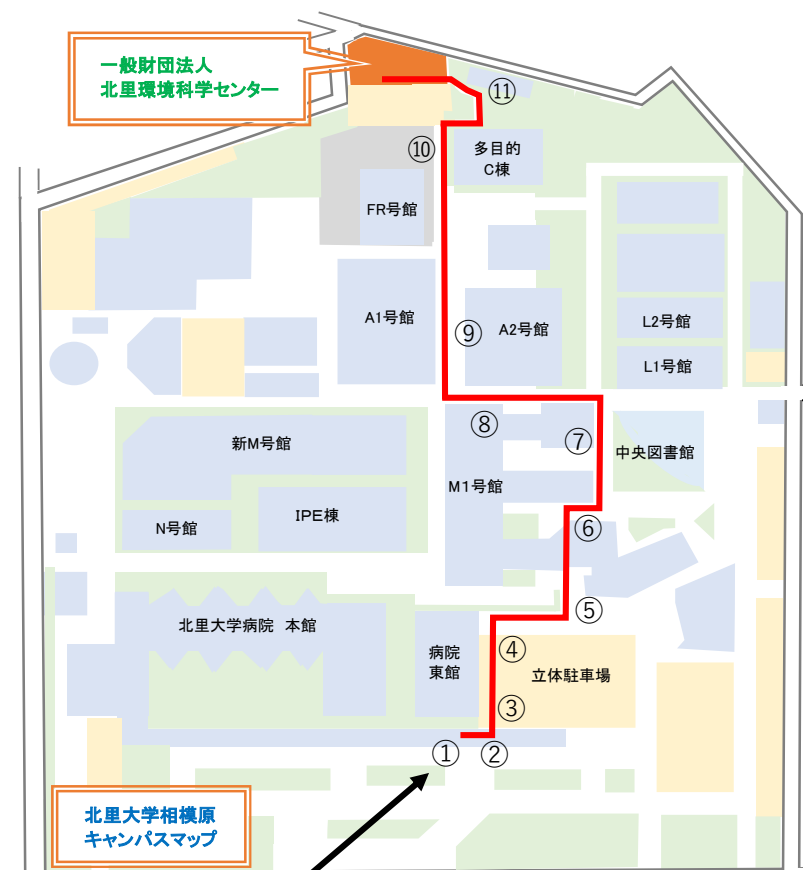 一般財団法人
北里環境科学センター
⑪
⑩
多目的
C棟
FR号館
A1号館
⑨
A2号館
L2号館
L1号館
新M号館
⑧
⑦
中央図書館
M1号館
N号館
IPE棟
⑥
北里大学病院 本館
⑤
病院
東館
④
立体駐車場
③
①
②
北里大学相模原
キャンパスマップ